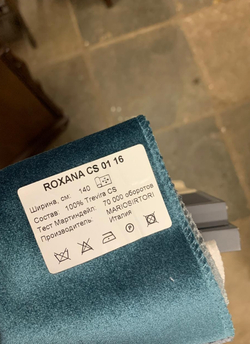 ROXANA CS 01 16
Ширина, см. 140
Состав: 100% Trevira CS
Тест Мартиндейл: 70 000 оборотов
Производитель: MARIOSIRTORI
Италия
P